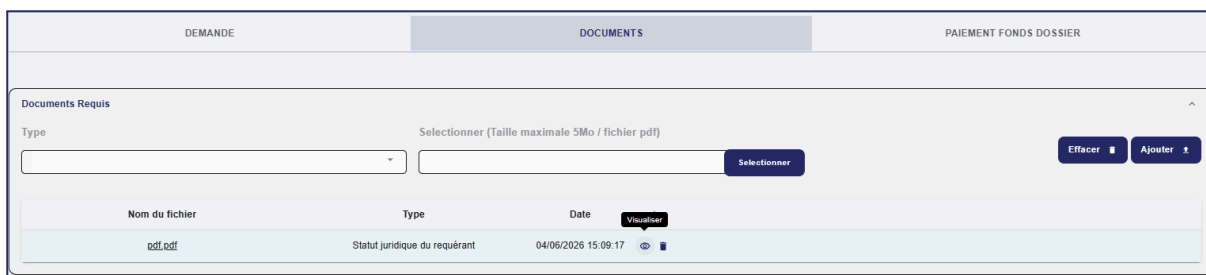 DEMANDE DOCUMENTS PAIEMENT FONDS DOSSIER
Documents Requis
Type Selectionner (Taille maximale 5Mo / fichier pdf)
Selectionner Effacer Ajouter
Nom du fichier Type Date
Visualiser
pdf.pdf Statut juridique du requérant 04/06/2026 15:09:17